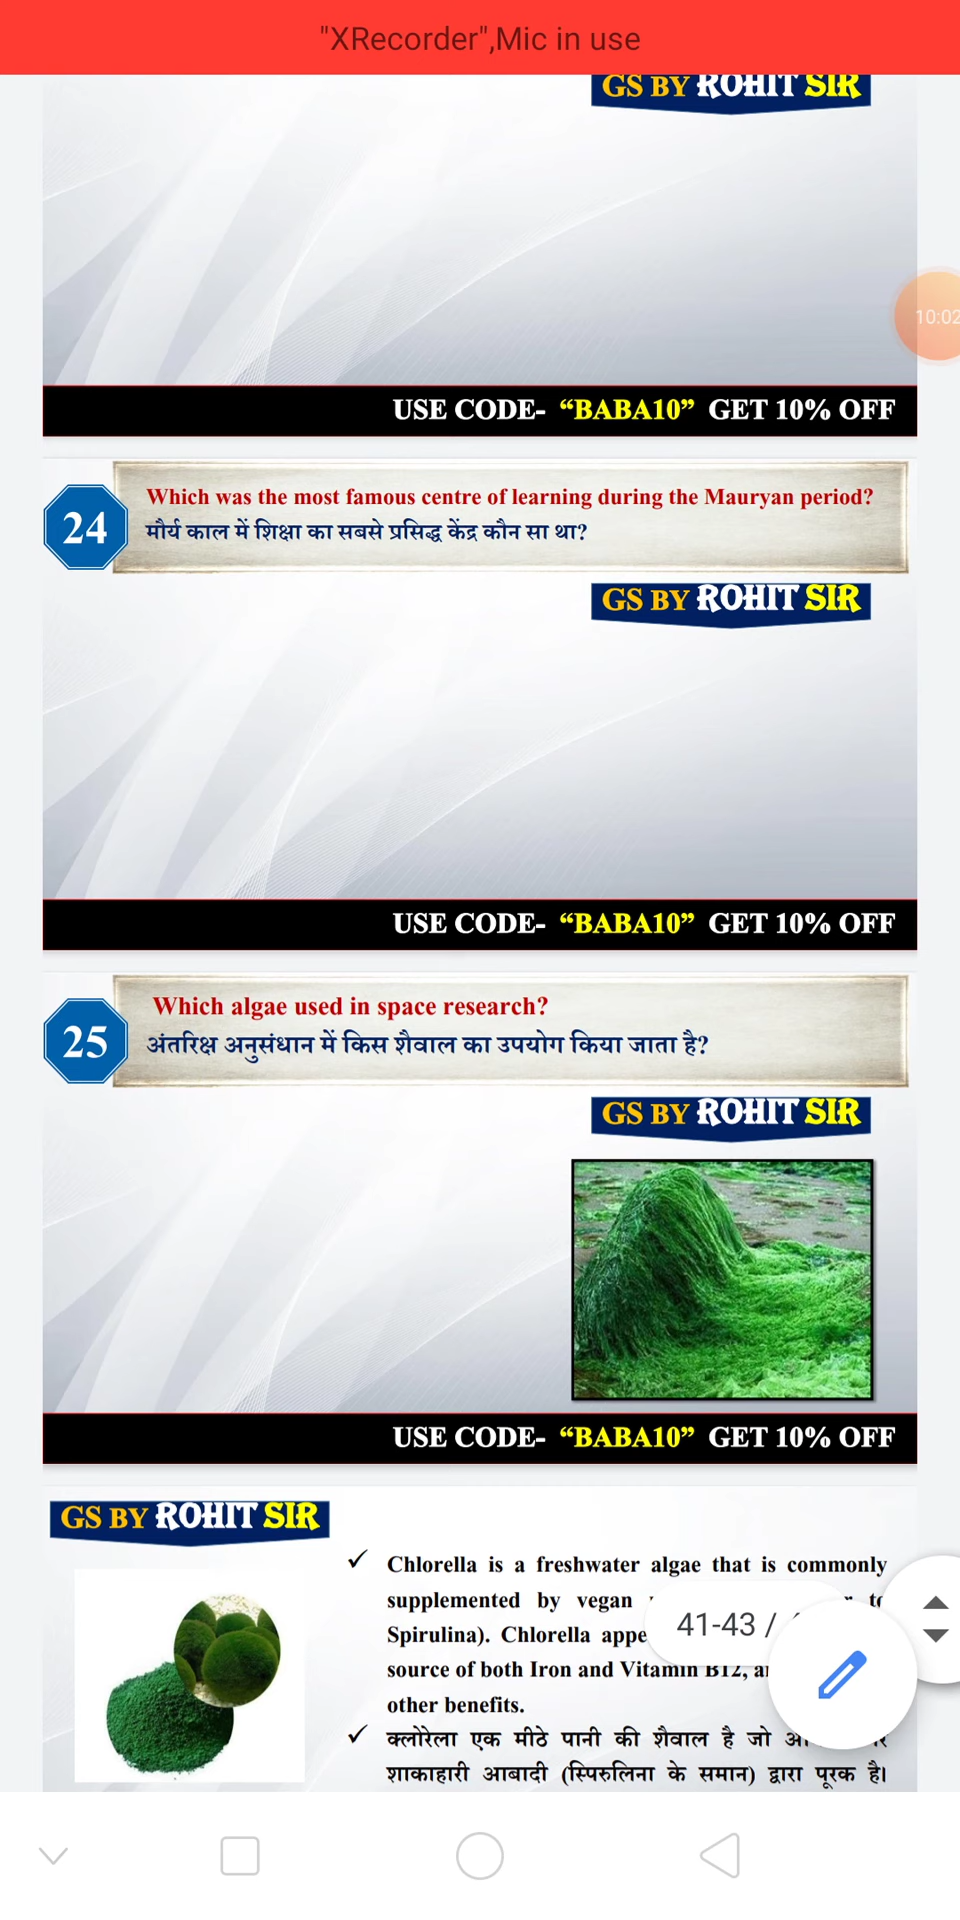 "XRecorder",Mic in use
GS BY ROHIT SIR
10:02
USE CODE- “BABA10” GET 10% OFF
24
Which was the most famous centre of learning during the Mauryan period?
मौर्य काल में शिक्षा का सबसे प्रसिद्ध केंद्र कौन सा था?
GS BY ROHIT SIR
USE CODE- “BABA10” GET 10% OFF
25
Which algae used in space research?
अंतरिक्ष अनुसंधान में किस शैवाल का उपयोग किया जाता है?
GS BY ROHIT SIR
USE CODE- “BABA10” GET 10% OFF
GS BY ROHIT SIR
✓ Chlorella is a freshwater algae that is commonly
supplemented by vegan
Spirulina). Chlorella
source of both Iron and Vitamin B12,
other benefits.
41-43 /
✓ क्लोरेला एक मीठे पानी की शैवाल है जो
शाकाहारी आबादी (स्पिरुलिना के समान) द्वारा पूरक है।